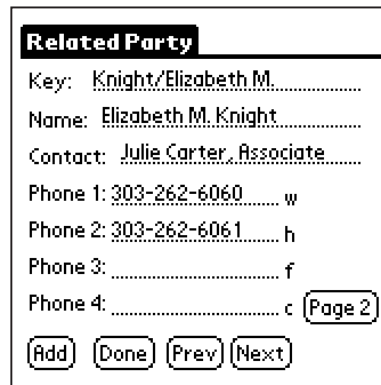 Related Party
Key: Knight/Elizabeth M.
Name: Elizabeth M. Knight
Contact: Julie Carter, Associate
Phone 1: 303-262-6060 w
Phone 2: 303-262-6061 h
Phone 3: f
Phone 4: c Page 2
Add Done Prev Next